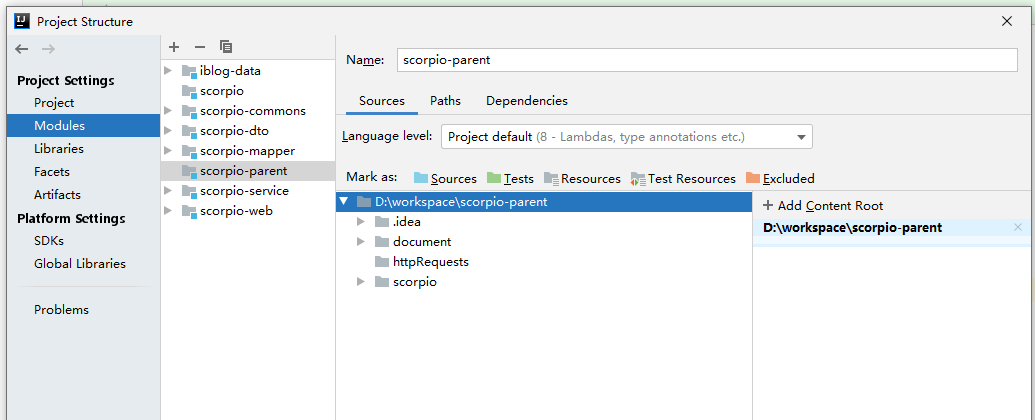 IJ Project Structure
Project Settings
Project
Modules
Libraries
Facets
Artifacts
Platform Settings
SDKs
Global Libraries
Problems
iblog-data
scorpio
scorpio-commons
scorpio-dto
scorpio-mapper
scorpio-parent
scorpio-service
scorpio-web
Name: scorpio-parent
Sources Paths Dependencies
Language level: Project default (8 - Lambdas, type annotations etc.)
Mark as: Sources Tests Resources Test Resources Excluded
D:\workspace\scorpio-parent
.idea
document
httpRequests
scorpio
+ Add Content Root
D:\workspace\scorpio-parent